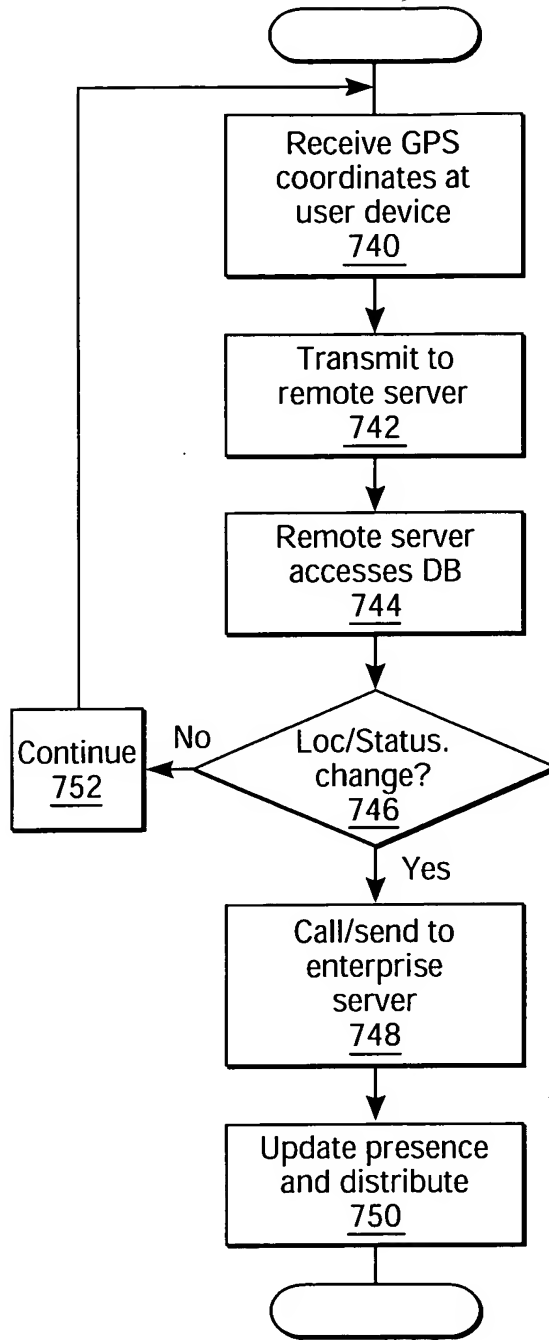 Receive GPS
coordinates at
user device
740
Transmit to
remote server
742
Remote server
accesses DB
744
Loc/Status.
change?
746
No
Continue
752
Yes
Call/send to
enterprise
server
748
Update presence
and distribute
750